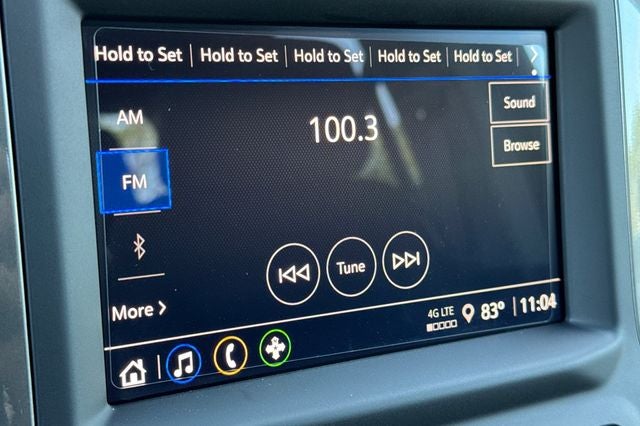 Hold to Set Hold to Set Hold to Set Hold to Set Hold to Set
AM
100.3
Sound
FM
Browse
Tune
More
4G LTE
83° 11:04